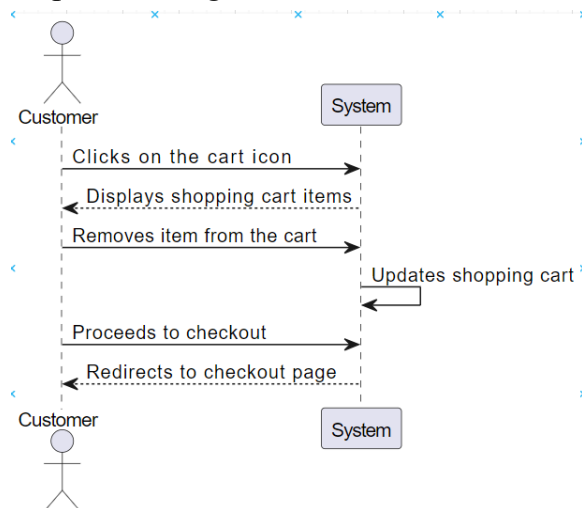 Customer
System
Clicks on the cart icon
Displays shopping cart items
Removes item from the cart
Updates shopping cart
Proceeds to checkout
Redirects to checkout page
Customer
System